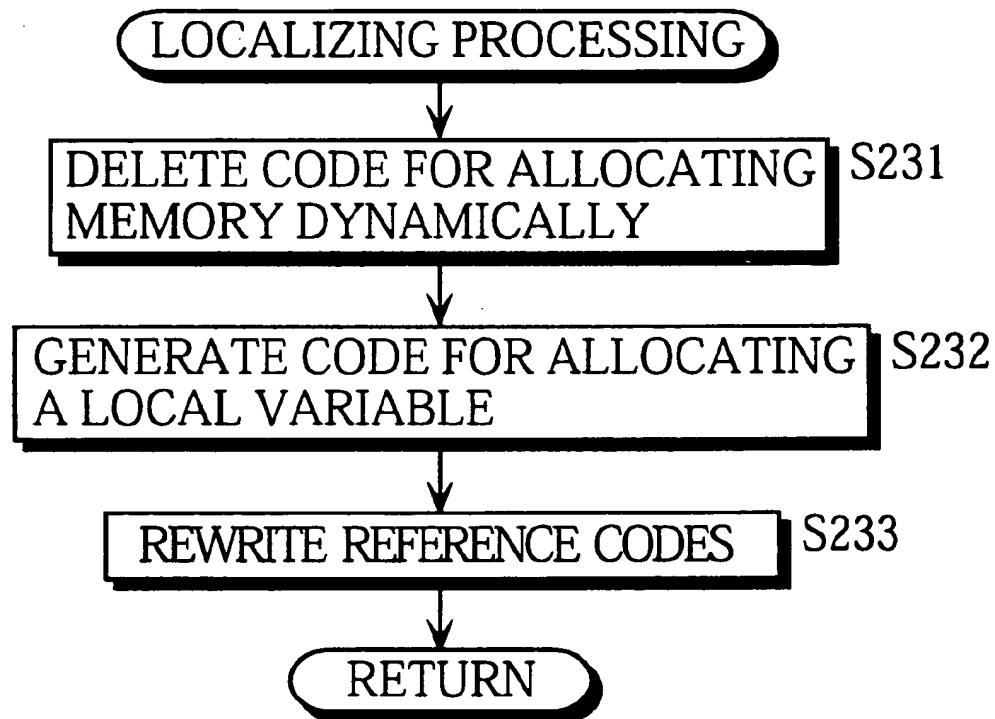 LOCALIZING PROCESSING
DELETE CODE FOR ALLOCATING
MEMORY DYNAMICALLY
S231
GENERATE CODE FOR ALLOCATING
A LOCAL VARIABLE
S232
REWRITE REFERENCE CODES
S233
RETURN